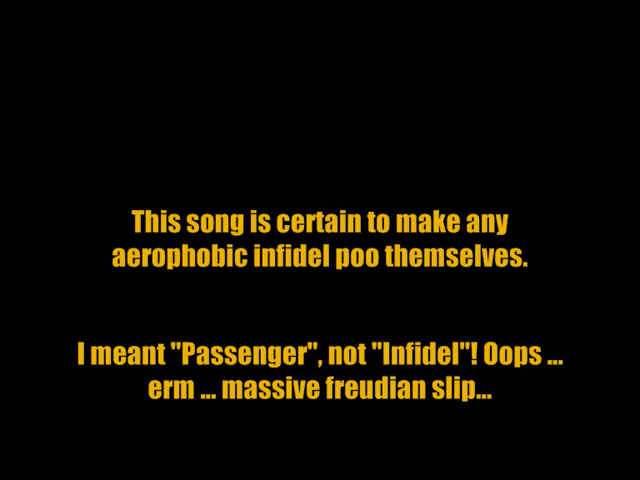 This song is certain to make any
aerophobic infidel poo themselves.
I meant "Passenger", not "Infidel"! Oops ...
erm ... massive freudian slip...